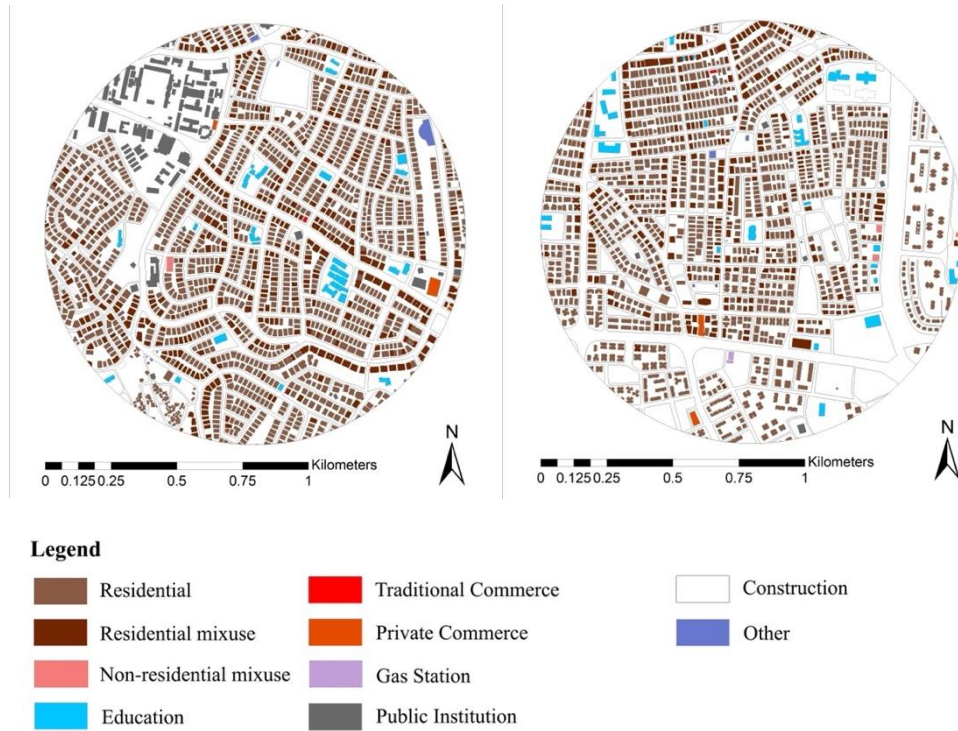 N
Kilometers
0 0.125 0.25 0.5 0.75 1
N
Kilometers
0 0.125 0.25 0.5 0.75 1
Legend
Residential
Residential mixuse
Non-residential mixuse
Education
Traditional Commerce
Private Commerce
Gas Station
Public Institution
Construction
Other